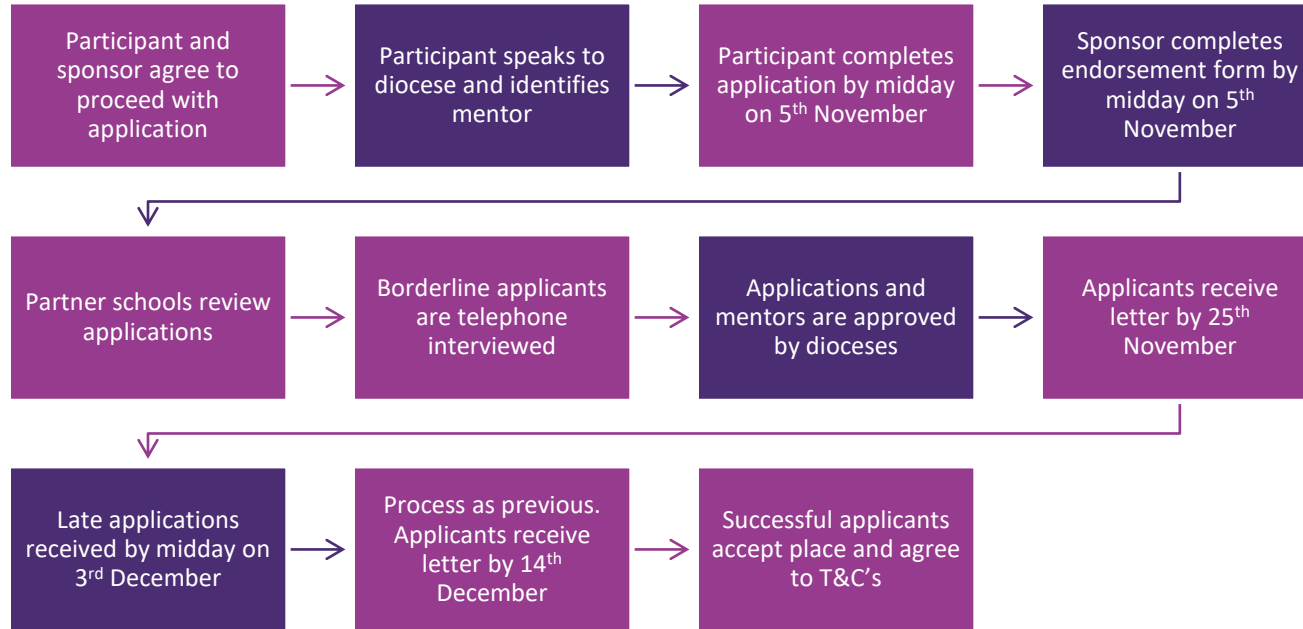 Participant and
sponsor agree to
proceed with
application
Participant speaks to
diocese and identifies
mentor
Participant completes
application by midday
on 5th November
Sponsor completes
endorsement form by
midday on 5th
November
Partner schools review
applications
Borderline applicants
are telephone
interviewed
Applications and
mentors are approved
by dioceses
Applicants receive
letter by 25th
November
Late applications
received by midday on
3rd December
Process as previous.
Applicants receive
letter by 14th
December
Successful applicants
accept place and agree
to T&C’s